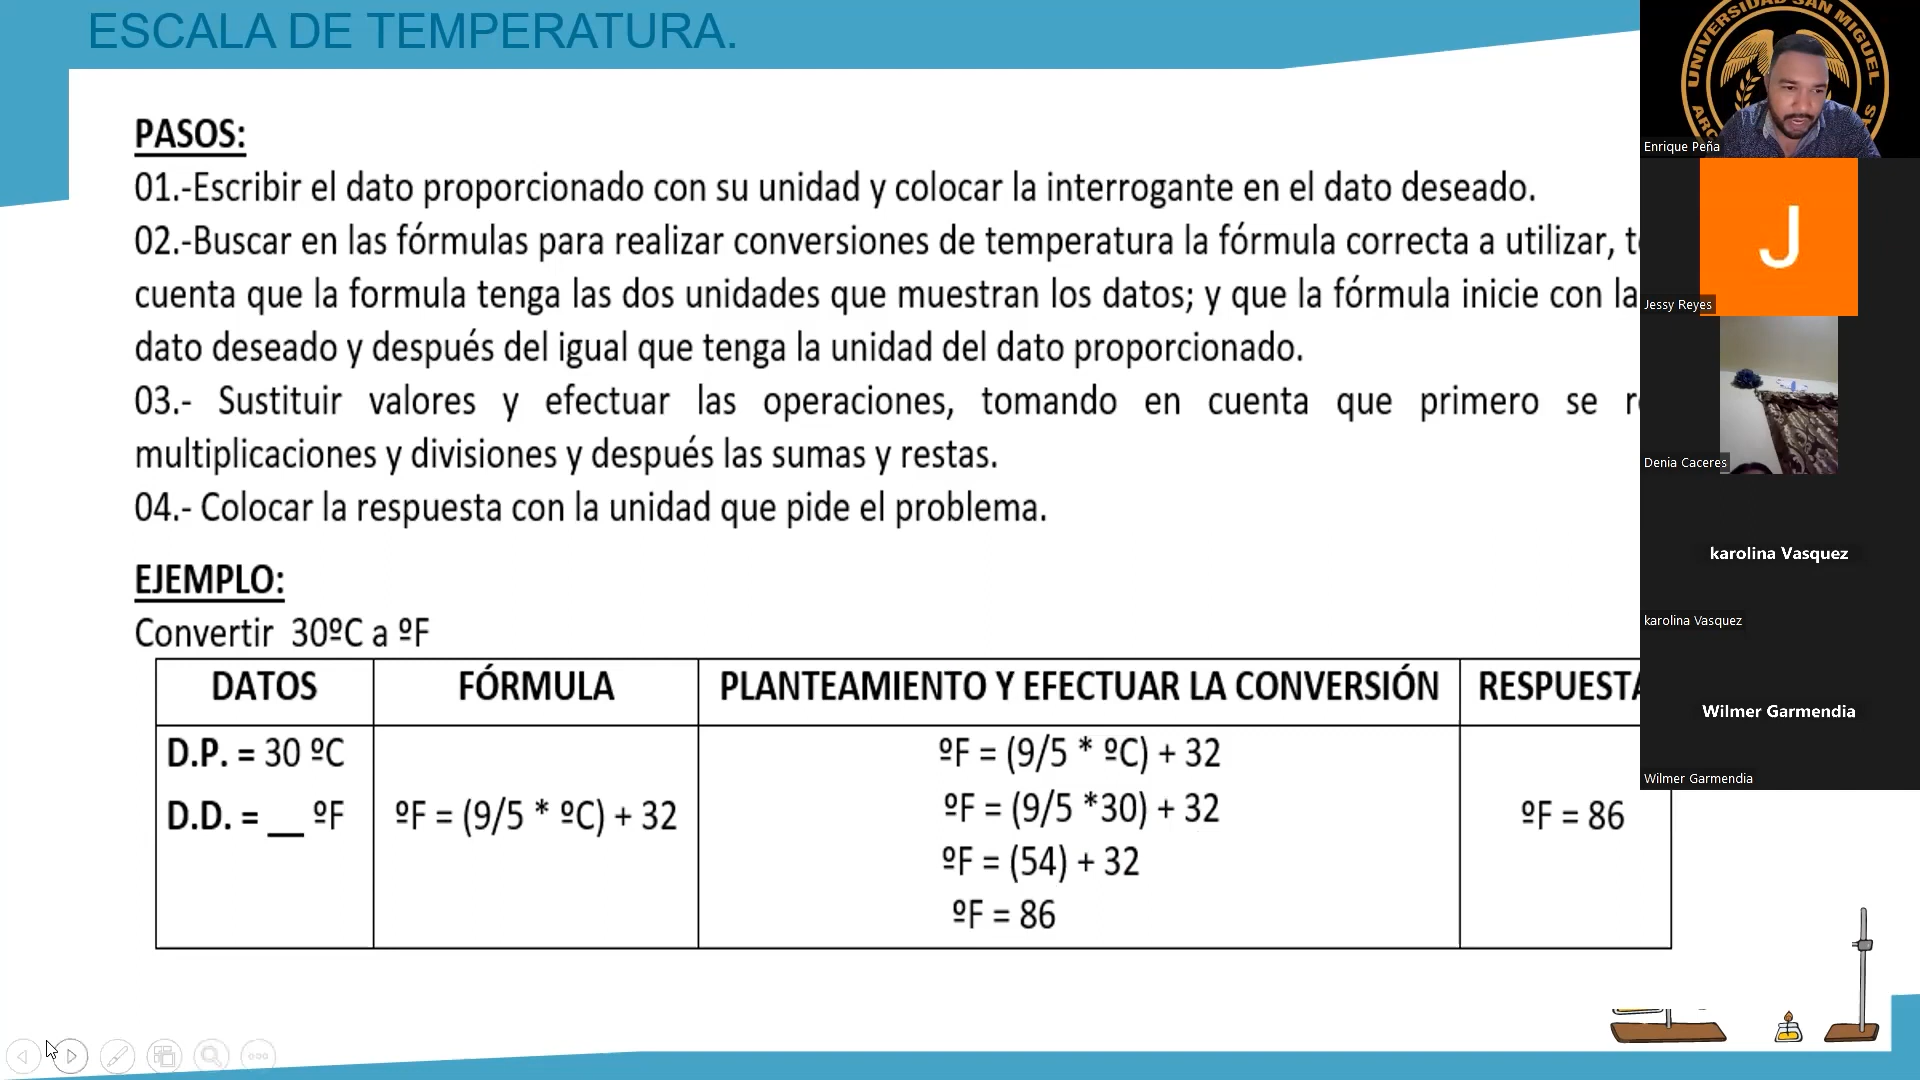 ESCALA DE TEMPERATURA.
PASOS:
01.-Escribir el dato proporcionado con su unidad y colocar la interrogante en el dato deseado.
02.-Buscar en las fórmulas para realizar conversiones de temperatura la fórmula correcta a utilizar,
cuenta que la formula tenga las dos unidades que muestran los datos; y que la fórmula inicie con la
dato deseado y después del igual que tenga la unidad del dato proporcionado.
03.- Sustituir valores y efectuar las operaciones, tomando en cuenta que primero se
multiplicaciones y divisiones y después las sumas y restas.
04.- Colocar la respuesta con la unidad que pide el problema.
EJEMPLO:
Convertir 30ºC a ºF
DATOS
FÓRMULA
PLANTEAMIENTO Y EFECTUAR LA CONVERSIÓN
RESPUESTA
D.P. = 30 ºC
D.D. = __ ºF
ºF = (9/5 * ºC) + 32
ºF = (9/5 * ºC) + 32
ºF = (9/5 *30) + 32
ºF = (54) + 32
ºF = 86
ºF = 86
UNIVERSIDAD SAN MIGUEL
Enrique Peña
J
Jessy Reyes
Denia Caceres
karolina Vasquez
karolina Vasquez
Wilmer Garmendia
Wilmer Garmendia